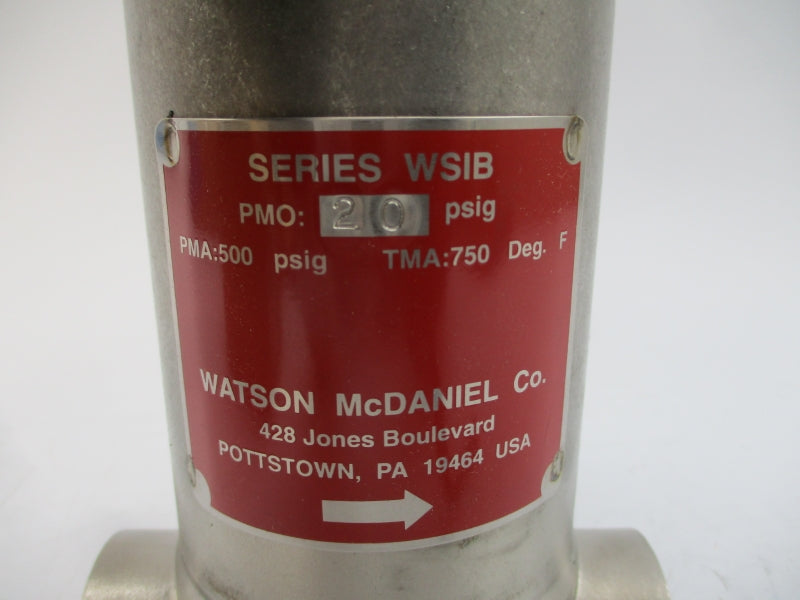 SERIES WSIB
PMO: 20 psig
PMA:500 psig TMA:750 Deg. F
WATSON McDANIEL Co.
428 Jones Boulevard
POTTSTOWN, PA 19464 USA